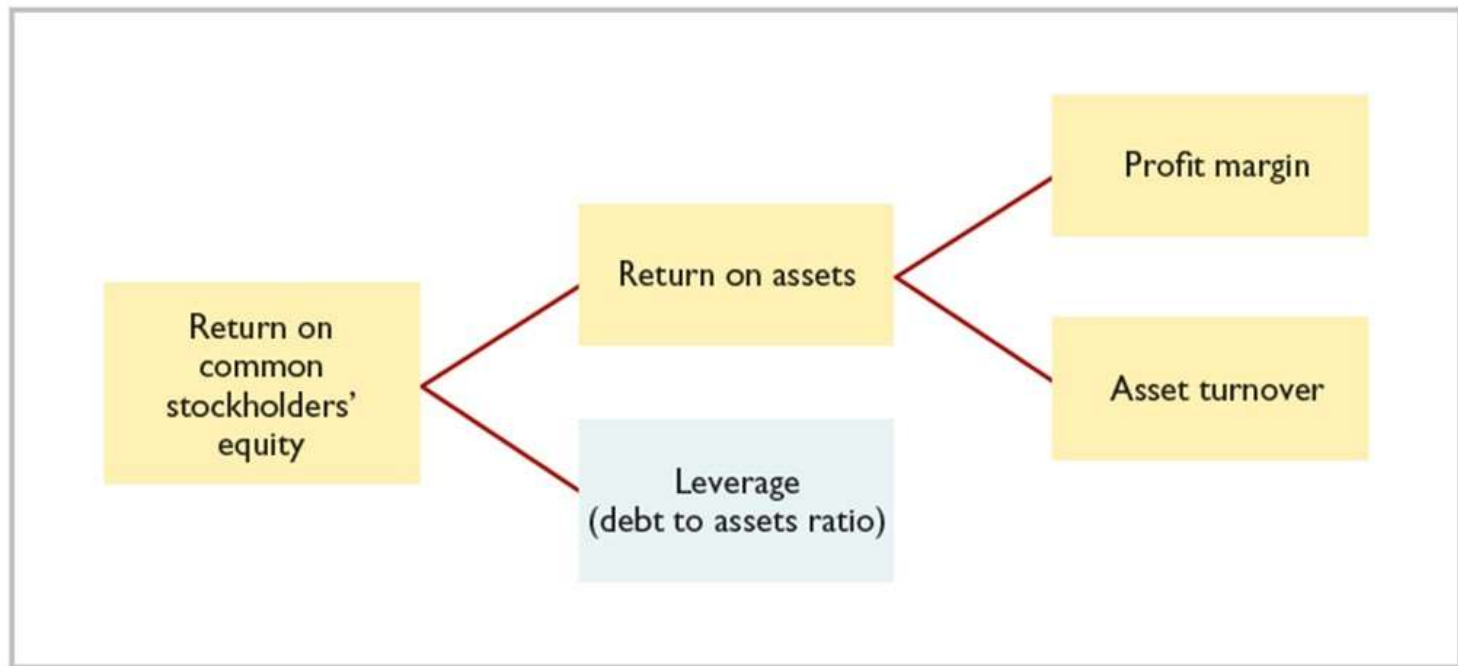 Return on
common
stockholders’
equity
Return on assets
Leverage
(debt to assets ratio)
Profit margin
Asset turnover